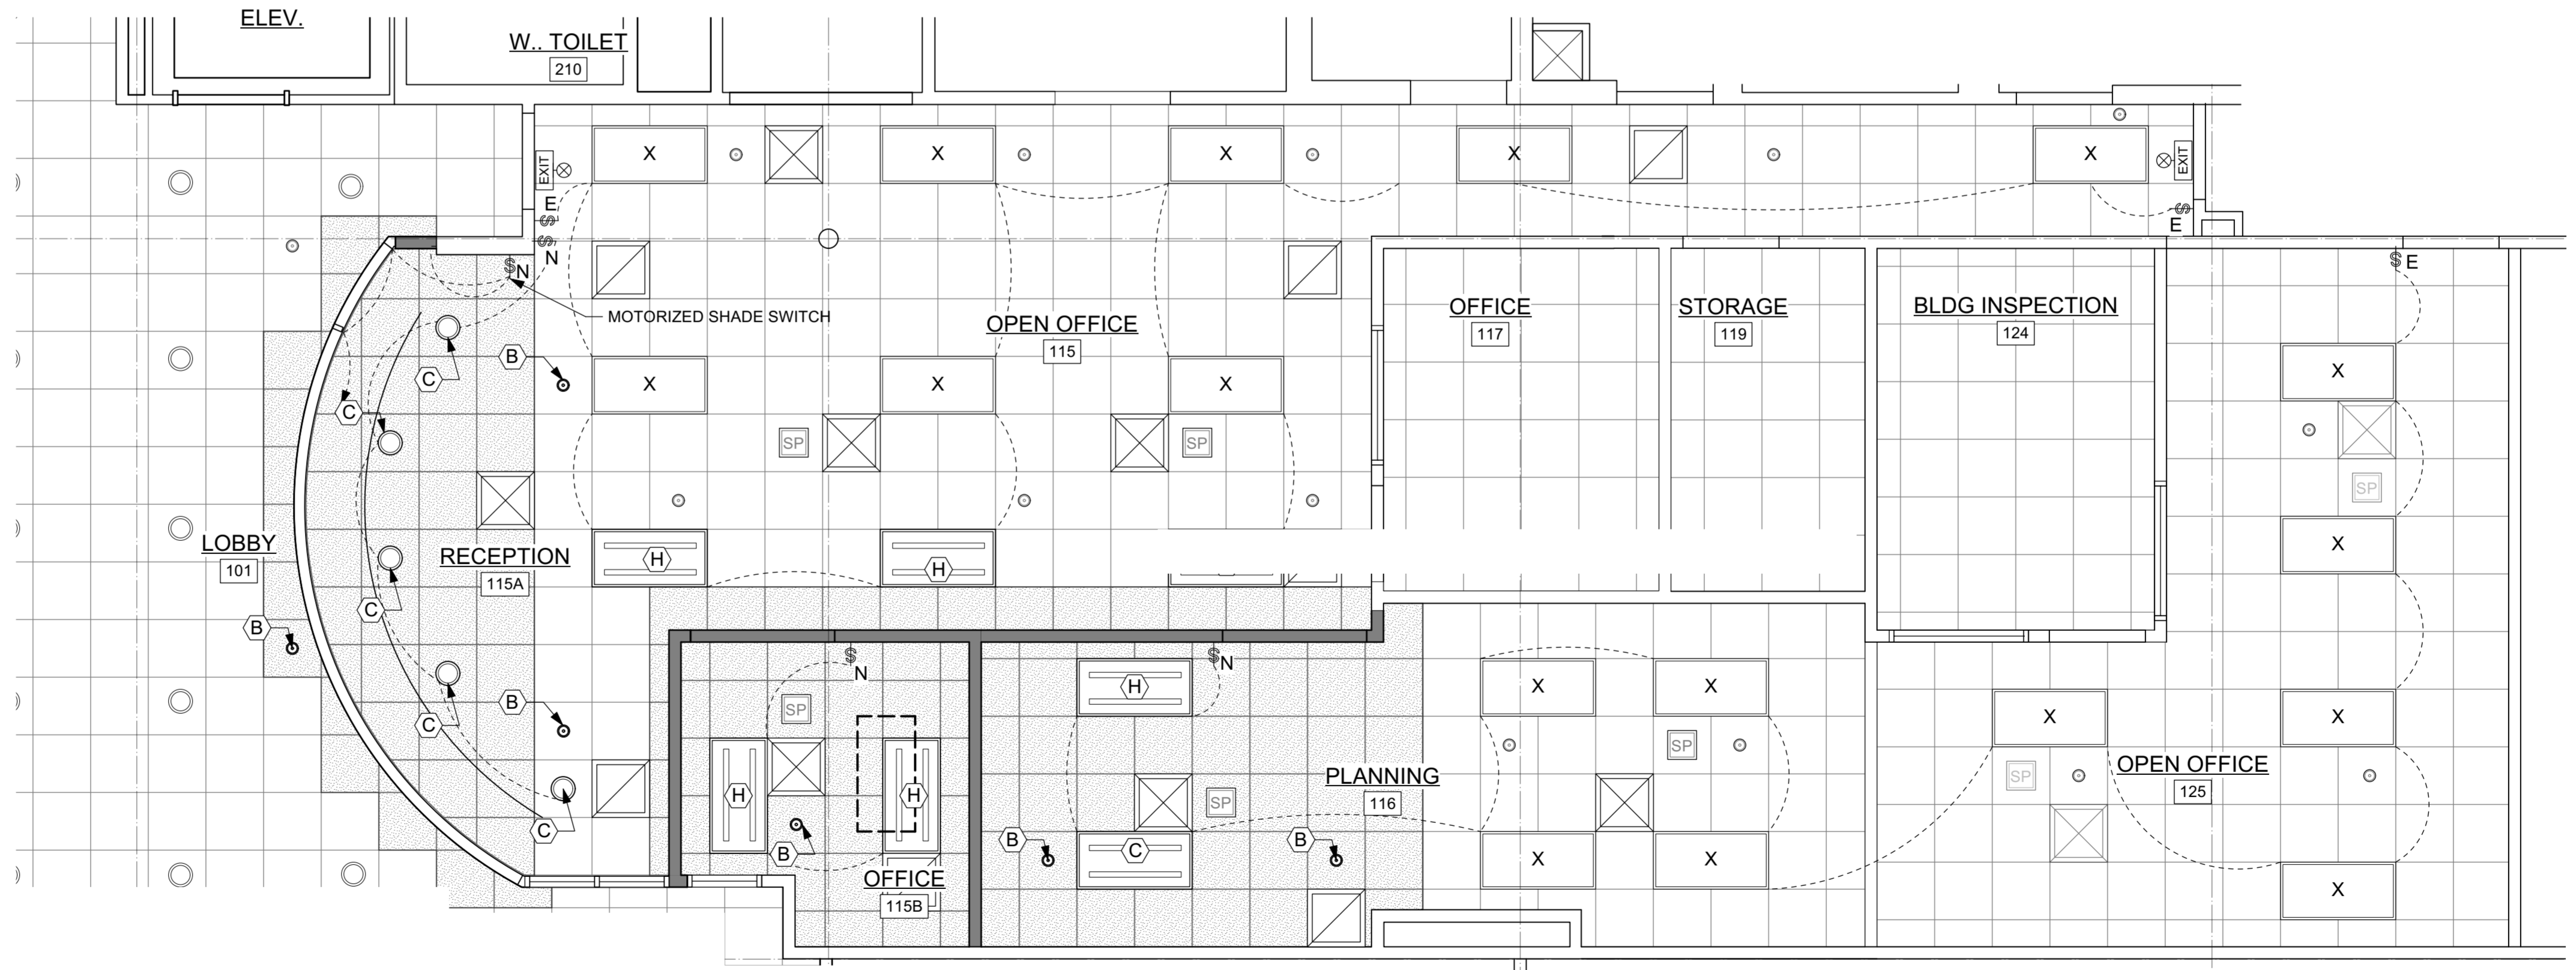 ELEV.
W.. TOILET
210
X
X
X
X
X
EXIT
EXIT
E
$
$
N
$
N
$
E
$ E
MOTORIZED SHADE SWITCH
OPEN OFFICE
115
OFFICE
117
STORAGE
119
BLDG INSPECTION
124
B
C
C
X
X
X
X
SP
SP
SP
LOBBY
101
RECEPTION
115A
H
H
X
C
B
$
N
$
N
H
SP
X
X
X
X
B
C
SP
SP
OPEN OFFICE
125
PLANNING
116
SP
SP
H
H
C
B
B
C
B
X
X
X
OFFICE
115B